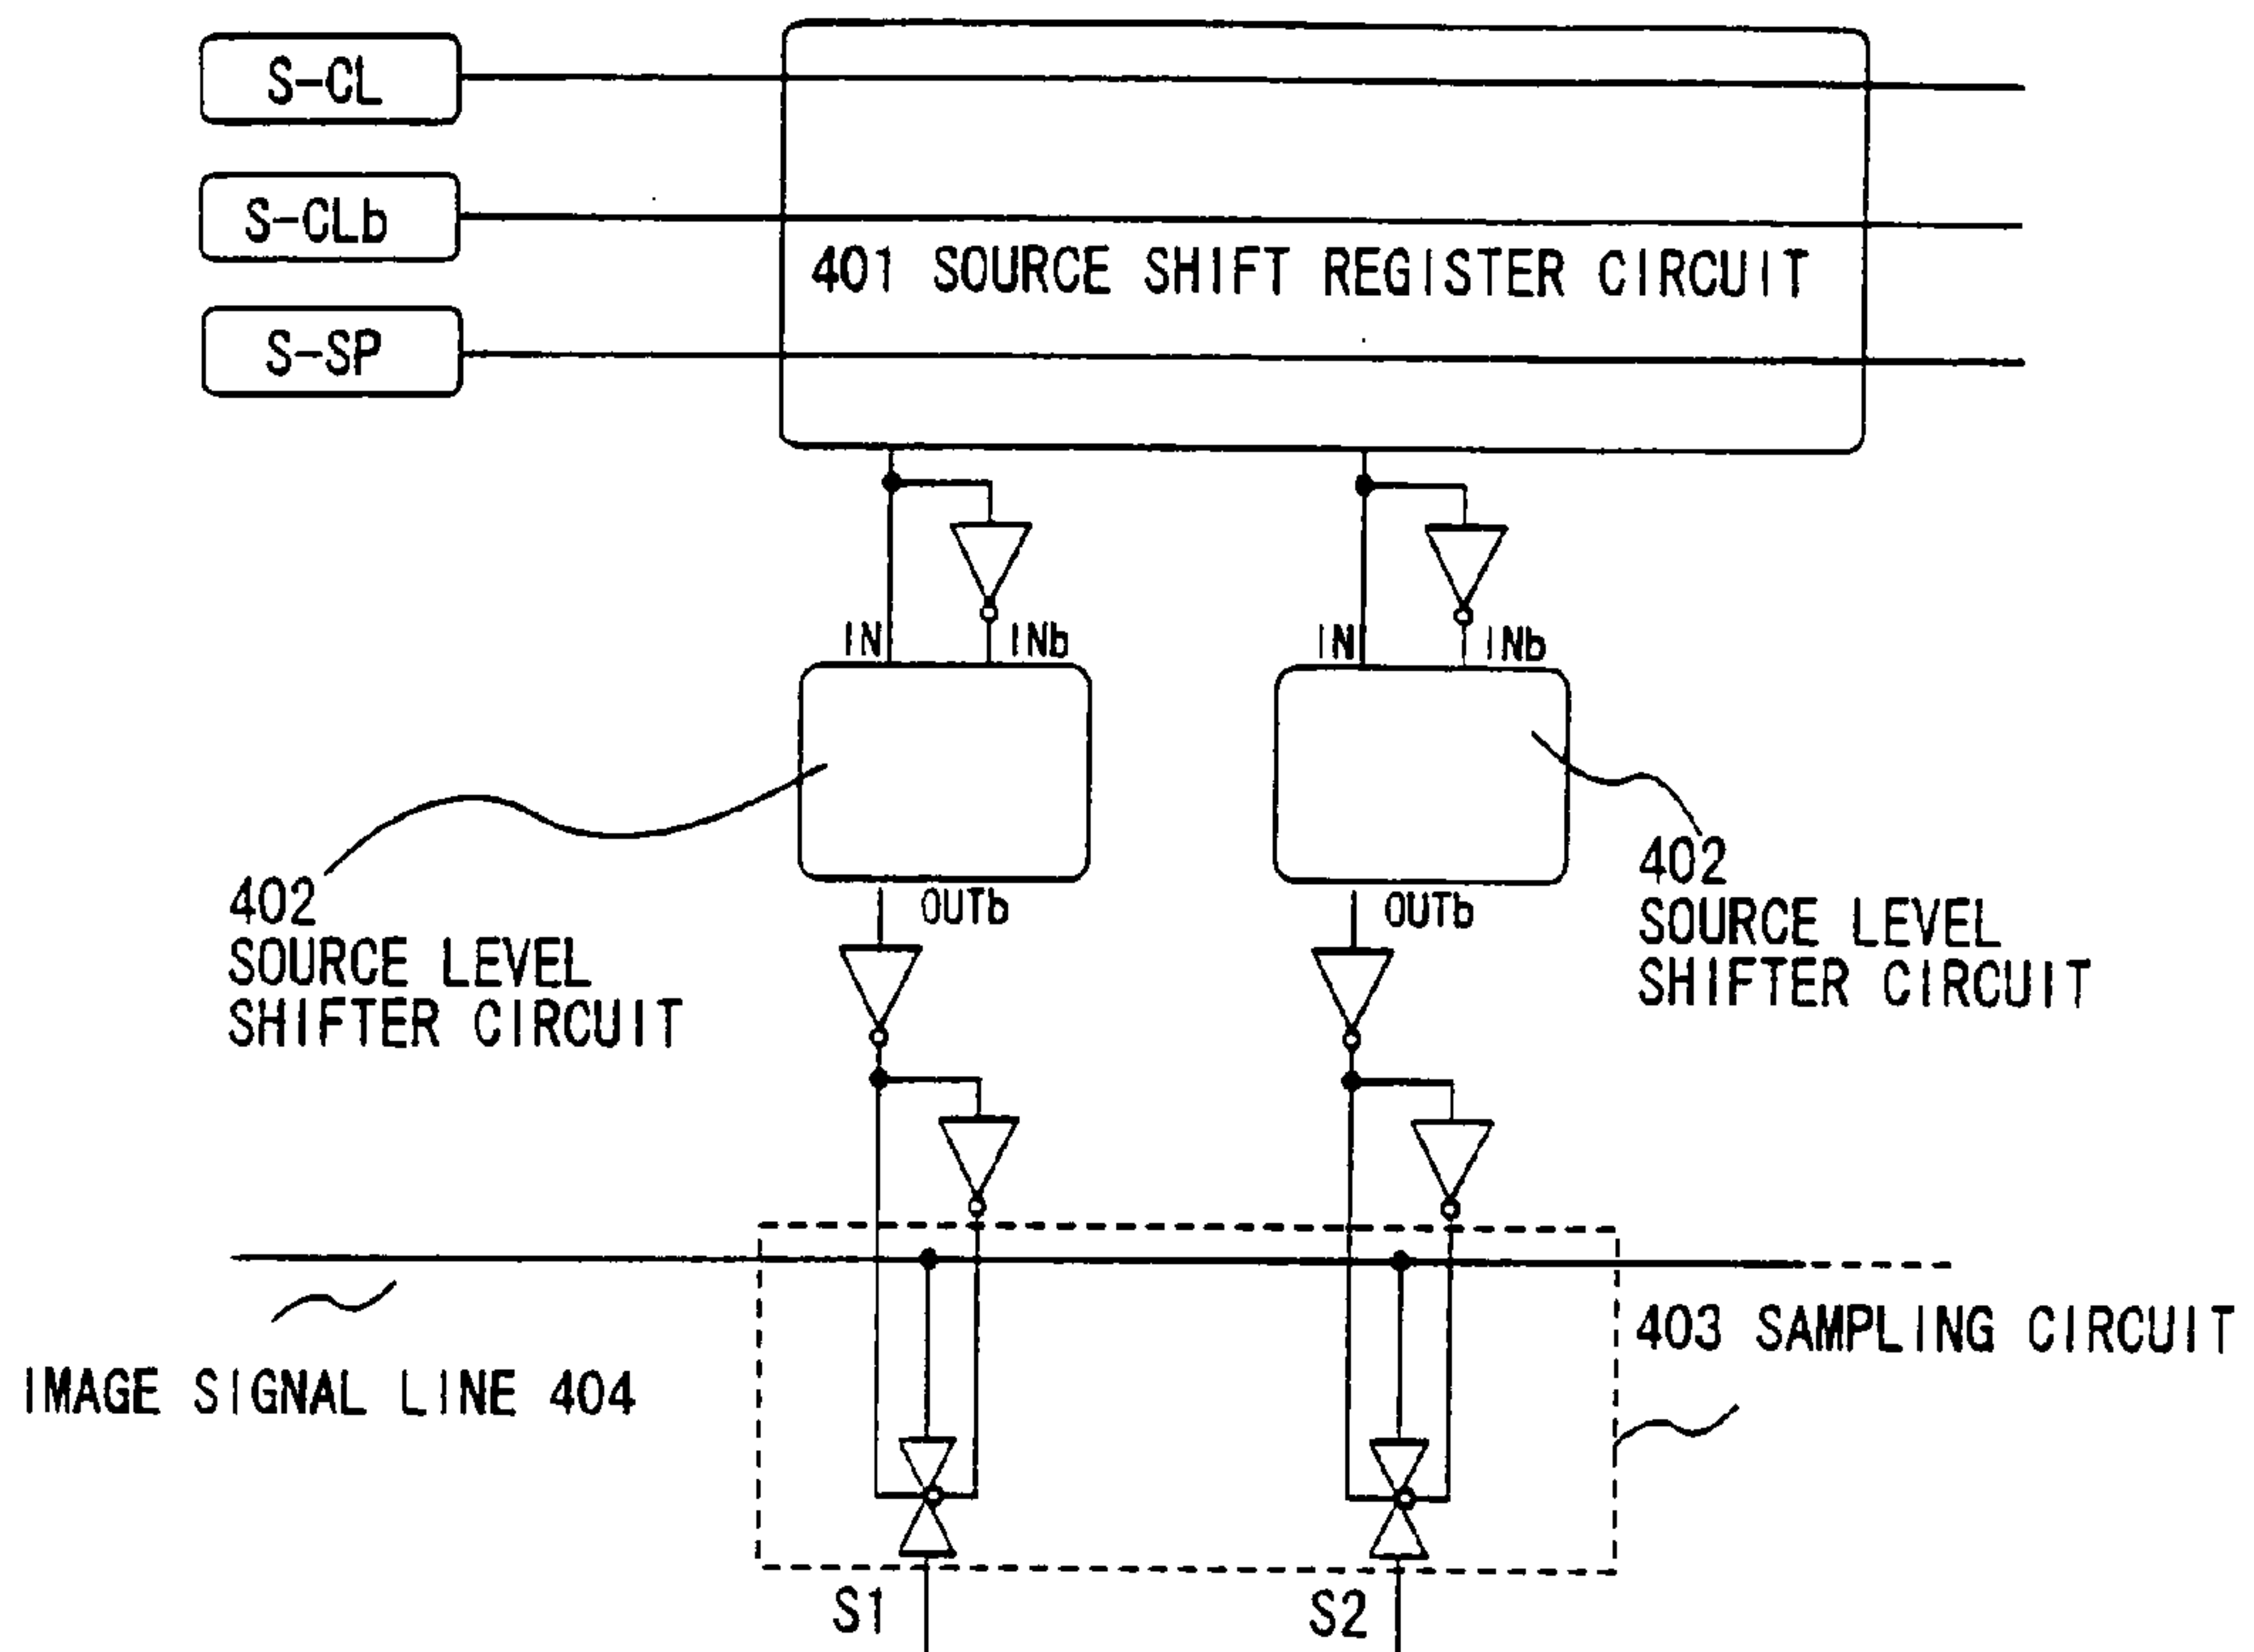 S-CL
S-CLb
401 SOURCE SHIFT REGISTER CIRCUIT
S-SP
IN
INb
IN
INb
402
SOURCE LEVEL
SHIFTER CIRCUIT
OUTb
OUTb
402
SOURCE LEVEL
SHIFTER CIRCUIT
IMAGE SIGNAL LINE 404
403 SAMPLING CIRCUIT
S1
S2